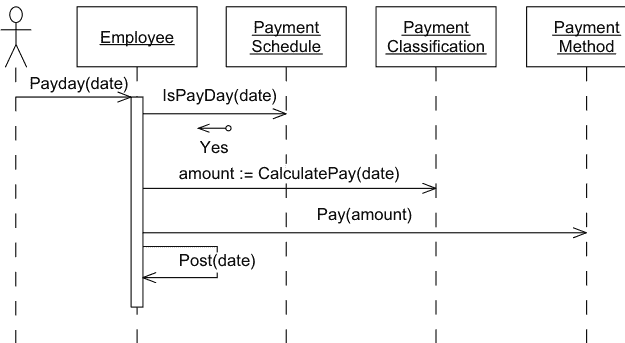 Employee
Payment
Schedule
Payment
Classification
Payment
Method
Payday(date)
IsPayDay(date)
Yes
amount := CalculatePay(date)
Pay(amount)
Post(date)